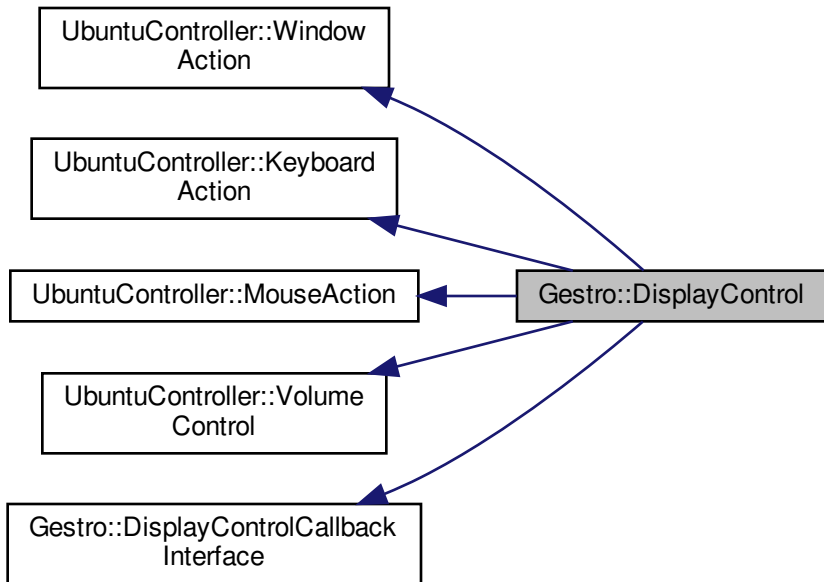 UbuntuController::Window
Action
UbuntuController::Keyboard
Action
UbuntuController::MouseAction
Gestro::DisplayControl
UbuntuController::Volume
Control
Gestro::DisplayControlCallback
Interface